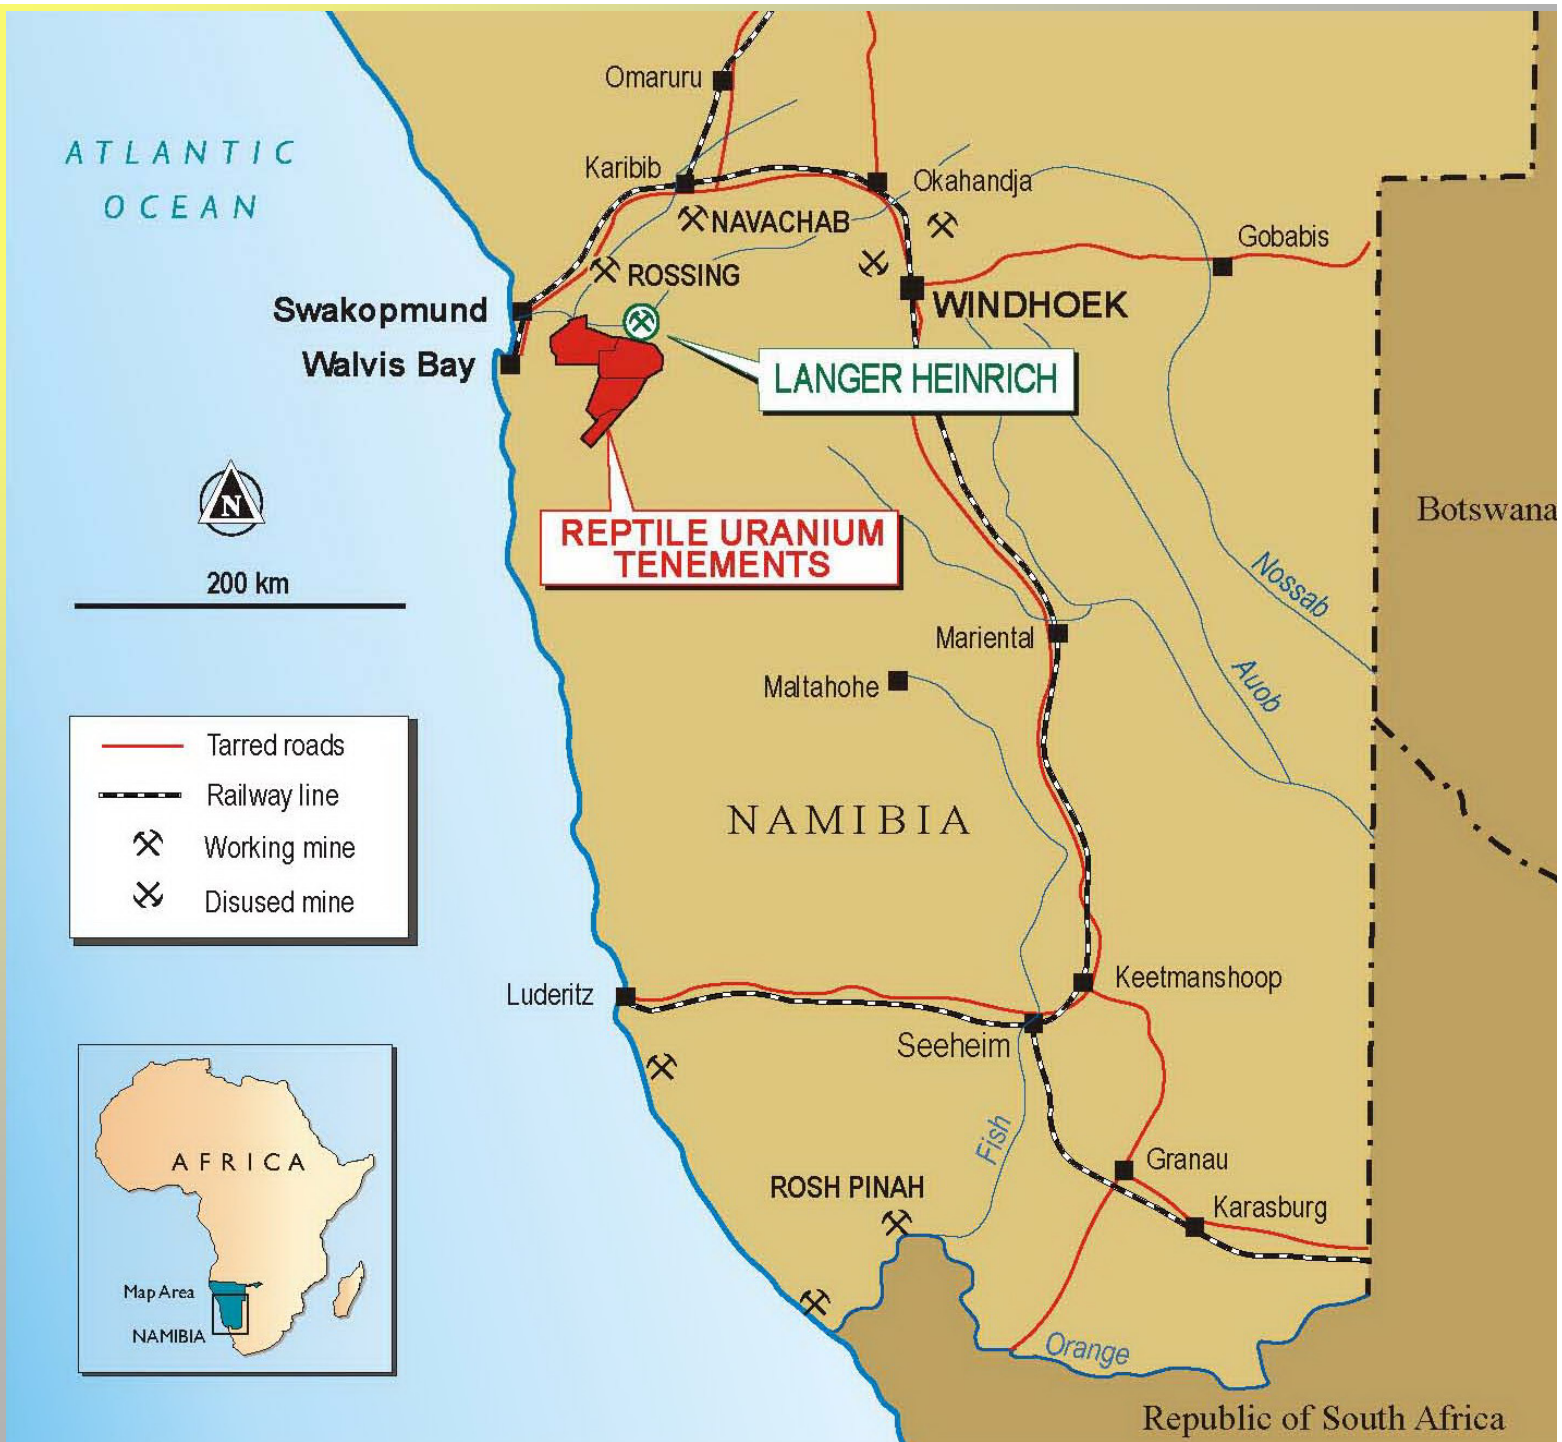 Omaruru
ATLANTIC
OCEAN
Karibib
Okahandja
NAVACHAB
Gobabis
ROSSING
Swakopmund
WINDHOEK
Walvis Bay
LANGER HEINRICH
N
Botswana
REPTILE URANIUM
TENEMENTS
200 km
Nossab
Mariental
Maltahohe
Auob
Tarred roads
Railway line
NAMIBIA
Working mine
Disused mine
Luderitz
Keetmanshoop
Seeheim
Fish
AFRICA
Granau
ROSH PINAH
Karasburg
Map Area
NAMIBIA
Orange
Republic of South Africa